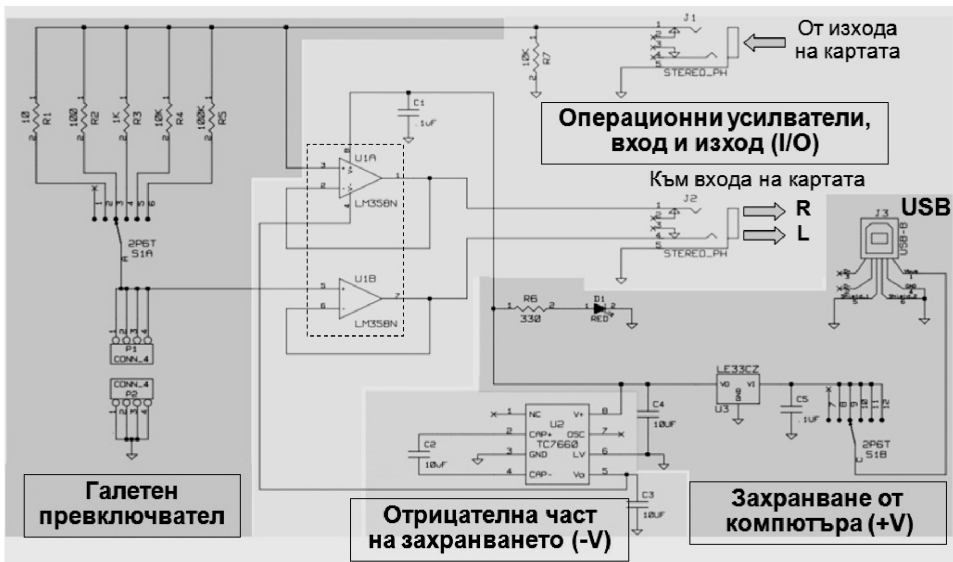 J1
От изхода
на картата
STEREO_PH
10K
R7
10
R1
100
R2
1K
R3
10K
R4
100K
R5
C1
.1uF
Операционни усилватели,
вход и изход (I/O)
U1A
LM358N
Към входа на картата
J2
R
L
STEREO_PH
USB
J3
USB-B
2P6T
S1A
A
U1B
LM358N
R6
330
D1
RED
P1
CONN_4
CONN_4
P2
LE33CZ
VO
VI
GND
U3
C4
10uF
C5
.1uF
2P6T
S1B
C
NC
V+
U2
CAP+
OSC
TC7660
GND
LV
CAP-
Vo
C2
10uF
C3
10uF
Галетен
превключвател
Отрицателна част
на захранването (-V)
Захранване от
компютъра (+V)